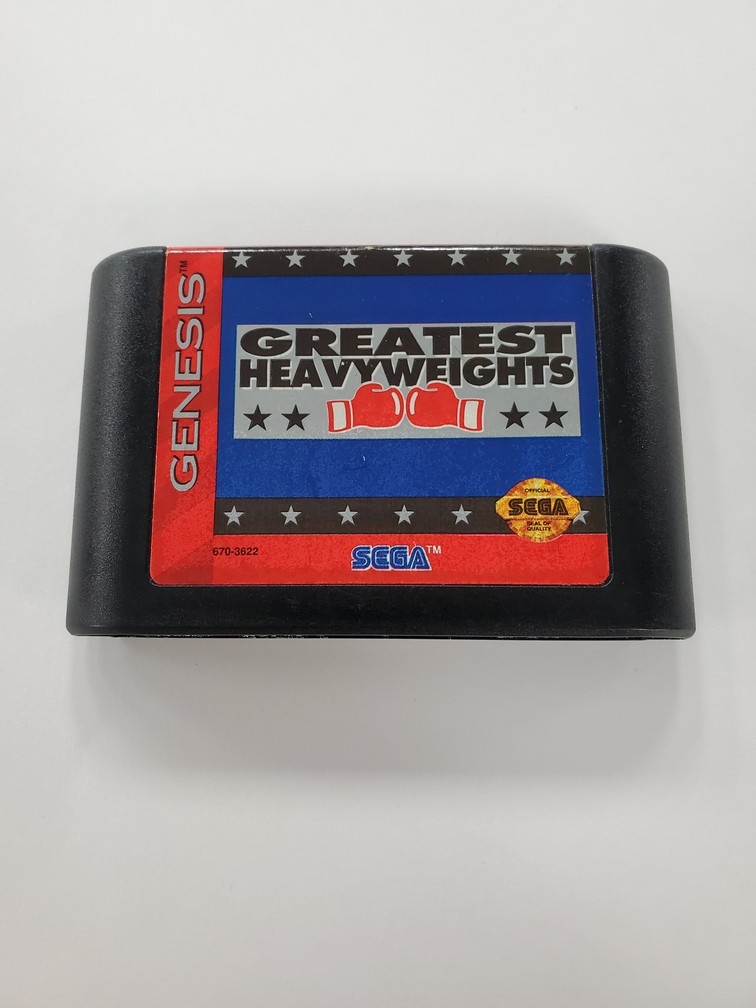 GENESIS™
GREATEST
HEAVYWEIGHTS
OFFICIAL
SEGA
SEAL OF
QUALITY
670-3622
SEGA™